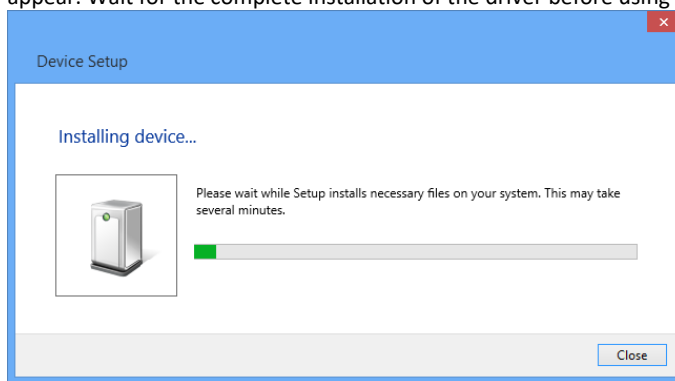 appear. Wait for the complete installation of the driver before using
Device Setup
Installing device...
Please wait while Setup installs necessary files on your system. This may take
several minutes.
Close